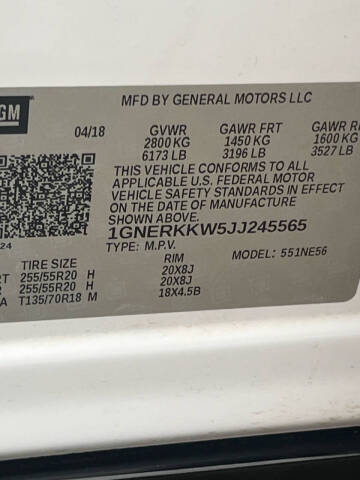 GM
MFD BY GENERAL MOTORS LLC
04/18 GVWR GAWR FRT GAWR
2800 KG 1450 KG 1600 KG
6173 LB 3196 LB 3527 LB
THIS VEHICLE CONFORMS TO ALL
APPLICABLE U.S. FEDERAL MOTOR
VEHICLE SAFETY STANDARDS IN
EFFECT ON THE DATE OF
MANUFACTURE SHOWN ABOVE.
1GNERKKW5JJ245565
24 TYPE: M.P.V. MODEL: 551NE56
TIRE SIZE RIM
RT 255/55R20 H 20X8J
R 255/55R20 H 20X8J
A T135/70R18 M 18X4.5B